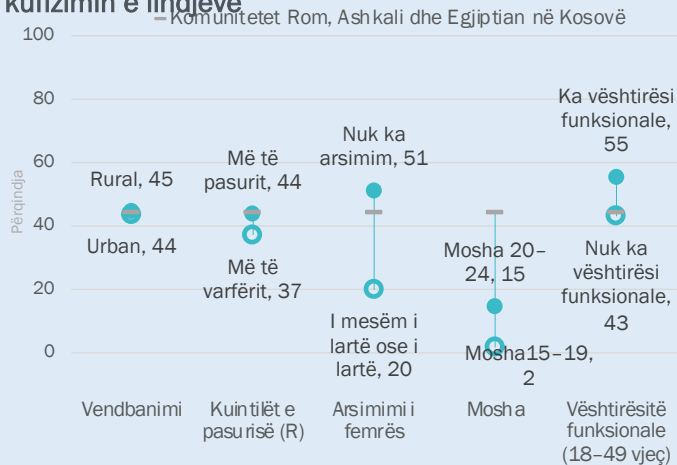 kufizimin e lindjeve
Komunitetet Rom, Ashkali dhe Egjiptian në Kosovë
100
80
60
40
20
0
Përqindja
Rural, 45
Urban, 44
Më të
pasurit, 44
Më të
varfërit, 37
Nuk ka
arsimim, 51
I mesëm i
lartë ose i
lartë, 20
Mosha 20–
24, 15
Mosha15–19,
2
Ka vështirësi
funksionale,
55
Nuk ka
vështirësi
funksionale,
43
Vendbanimi
Kuintilët e
pasurisë (R)
Arsimimi i
femrës
Mosha
Vështirësitë
funksionale
(18–49 vjeç)